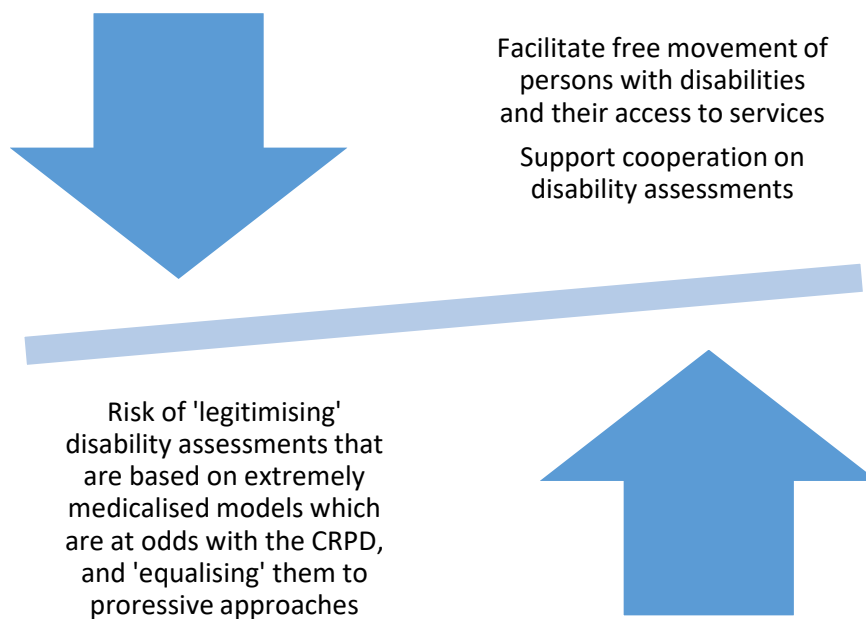 Facilitate free movement of
persons with disabilities
and their access to services
Support cooperation on
disability assessments
Risk of 'legitimising'
disability assessments that
are based on extremely
medicalised models which
are at odds with the CRPD,
and 'equalising' them to
proressive approaches